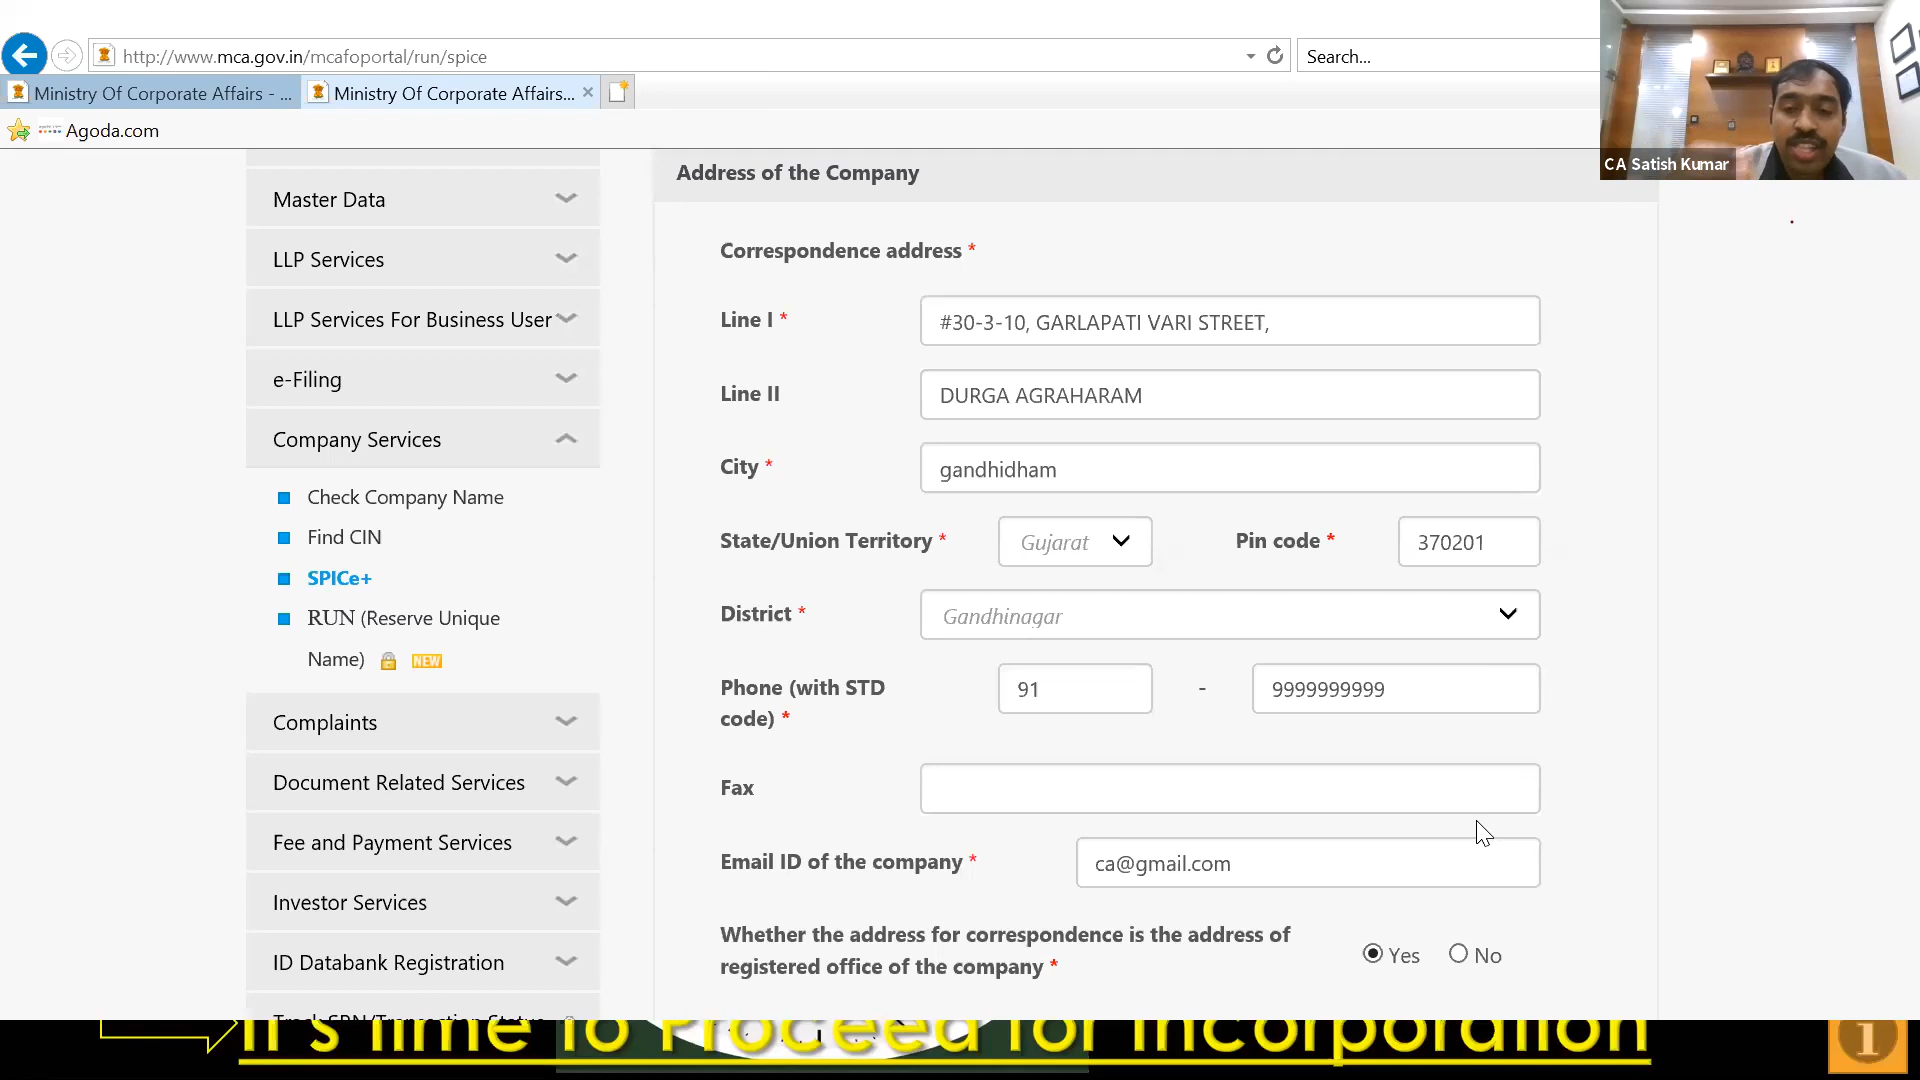 http://www.mca.gov.in/mcafoportal/run/spice
Search...
Ministry Of Corporate Affairs - ...
Ministry Of Corporate Affairs...
Agoda.com
CA Satish Kumar
Master Data
LLP Services
LLP Services For Business User
e-Filing
Company Services
Check Company Name
Find CIN
SPICe+
RUN (Reserve Unique
Name) NEW
Complaints
Document Related Services
Fee and Payment Services
Investor Services
ID Databank Registration
Track SRN/Transaction Status
Address of the Company
Correspondence address *
Line I * #30-3-10, GARLAPATI VARI STREET,
Line II DURGA AGRAHARAM
City * gandhidham
State/Union Territory * Gujarat Pin code * 370201
District * Gandhinagar
Phone (with STD
code) * 91 - 9999999999
Fax
Email ID of the company * ca@gmail.com
Whether the address for correspondence is the address of
registered office of the company * Yes No
It's Time To Proceed for Incorporation